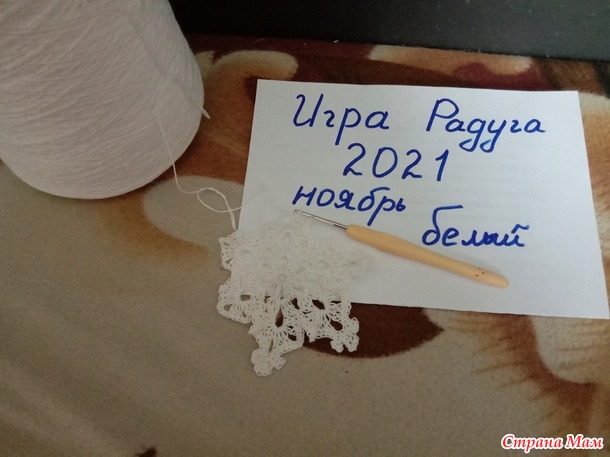 Игра Радуга
2021
ноябрь
белый
Страна Мам